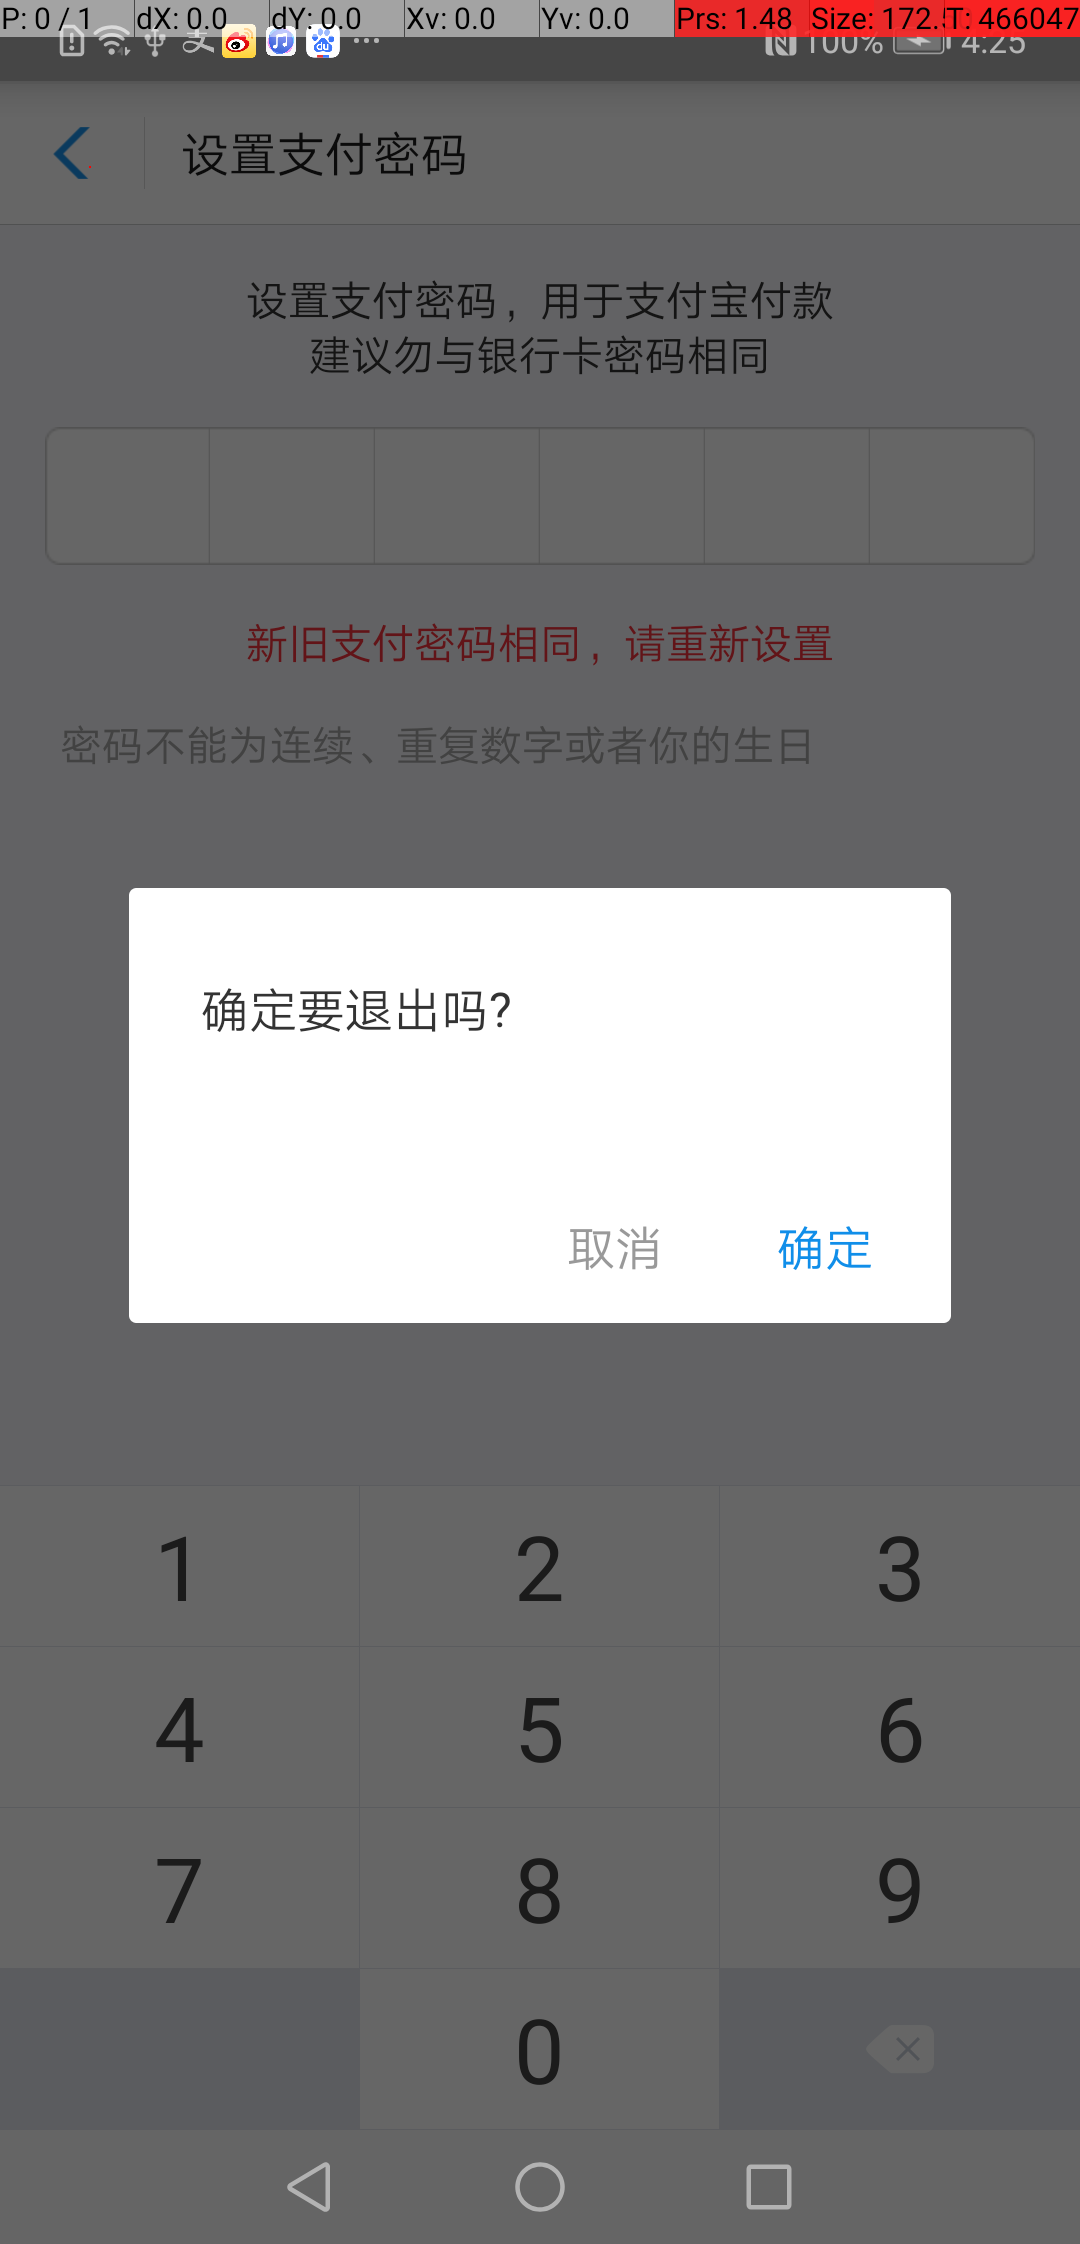 P: 0 / 1 dX: 0.0 dY: 0.0 Xv: 0.0 Yv: 0.0 Prs: 1.48 Size: 172. T: 466047
100% 4:25
设置支付密码
设置支付密码，用于支付宝付款
建议勿与银行卡密码相同
新旧支付密码相同，请重新设置
密码不能为连续、重复数字或者你的生日
确定要退出吗?
取消 确定
1 2 3
4 5 6
7 8 9
0